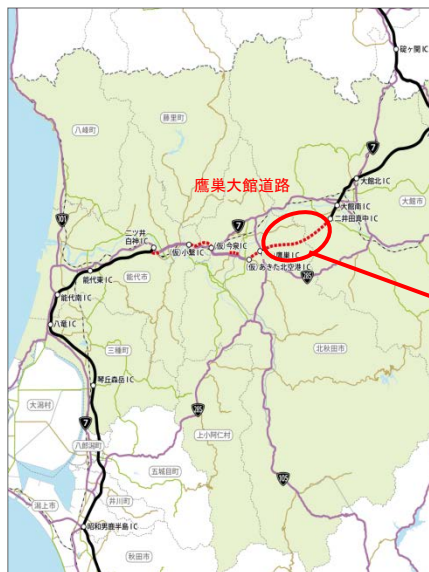 碇ヶ関IC
藤里町
八峰町
7
大館北IC
鷹巣大館道路
大館市
大館南IC
101
7
二井田真中IC
二ツ井
白神IC
(仮)今泉IC
(仮)小繋IC
鷹巣IC
(仮)あきた北空港IC
能代東IC
能代市
285
能代南IC
八竜IC
北秋田市
三種町
琴丘森岳IC
大潟村
285
7
上小阿仁村
八郎潟町
五城目町
105
井川町
潟上市
昭和男鹿半島IC
秋田市